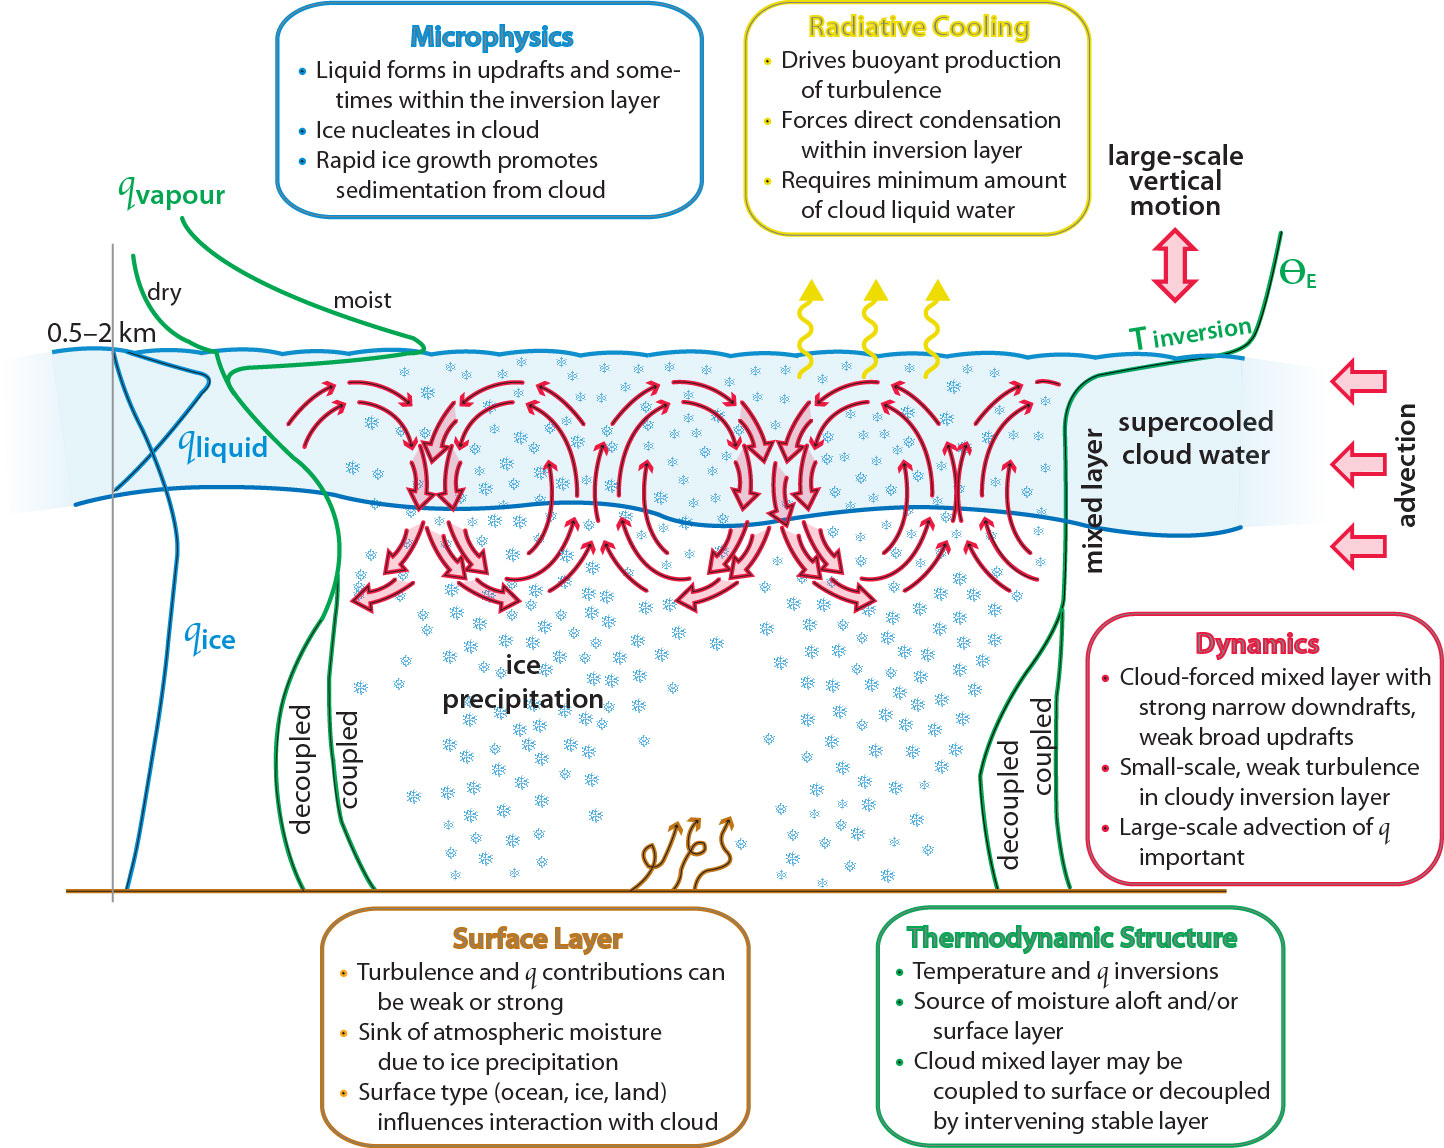 Microphysics
• Liquid forms in updrafts and some-
times within the inversion layer
• Ice nucleates in cloud
• Rapid ice growth promotes
sedimentation from cloud
Radiative Cooling
• Drives buoyant production
of turbulence
• Forces direct condensation
within inversion layer
• Requires minimum amount
of cloud liquid water
large-scale
vertical
motion
qvapour
dry
moist
0.5–2 km
ΘE
T inversion
qliquid
supercooled
cloud water
mixed layer
advection
qice
ice
precipitation
decoupled
coupled
decoupled
coupled
Dynamics
• Cloud-forced mixed layer with
strong narrow downdrafts,
weak broad updrafts
• Small-scale, weak turbulence
in cloudy inversion layer
• Large-scale advection of q
important
Surface Layer
• Turbulence and q contributions can
be weak or strong
• Sink of atmospheric moisture
due to ice precipitation
• Surface type (ocean, ice, land)
influences interaction with cloud
Thermodynamic Structure
• Temperature and q inversions
• Source of moisture aloft and/or
surface layer
• Cloud mixed layer may be
coupled to surface or decoupled
by intervening stable layer